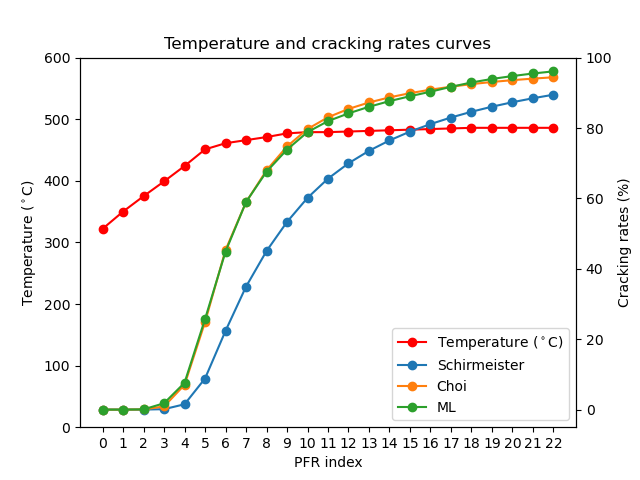 Temperature and cracking rates curves
600
500
400
300
200
100
0
Temperature (°C)
100
80
60
40
20
0
Cracking rates (%)
Temperature (°C)
Schirmeister
Choi
ML
0 1 2 3 4 5 6 7 8 9 10 11 12 13 14 15 16 17 18 19 20 21 22
PFR index